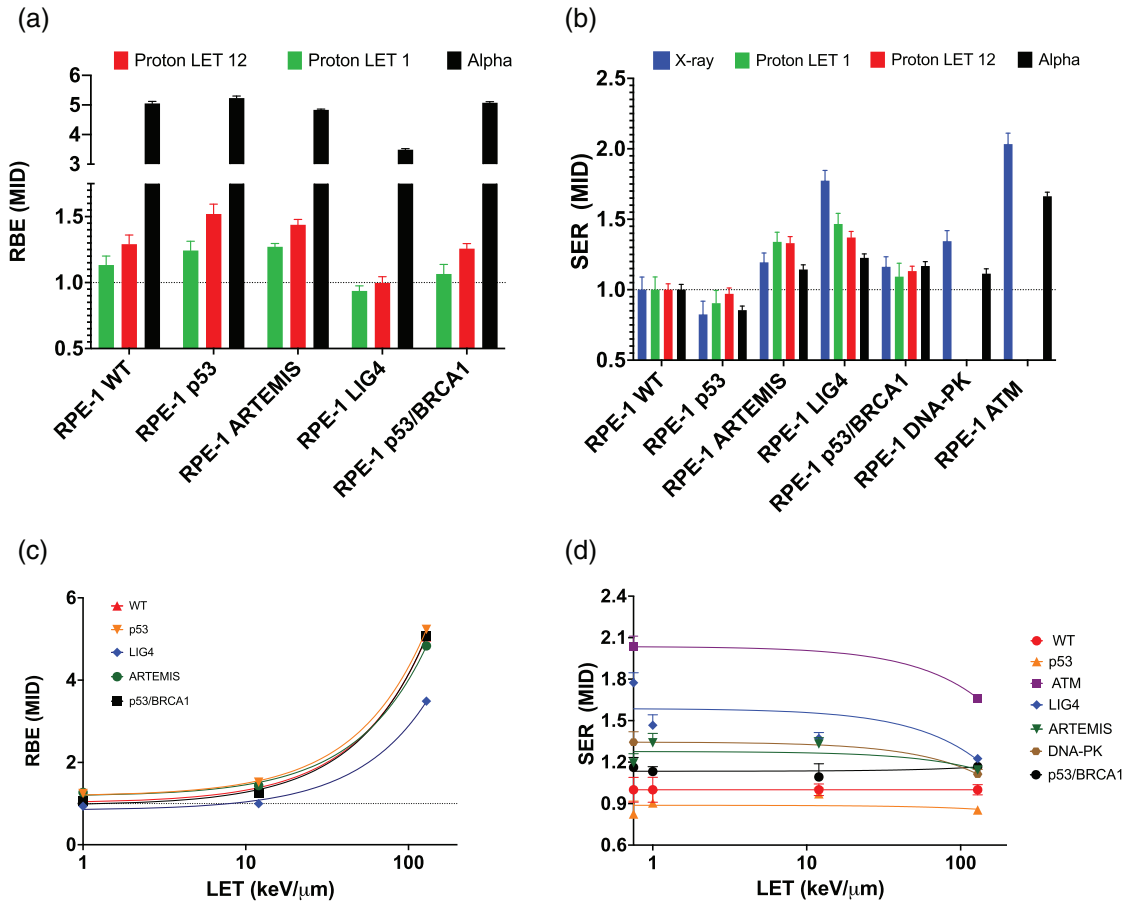 (a)
Proton LET 12 Proton LET 1 Alpha
6
5
4
3
1.5
1.0
0.5
RBE (MID)
RPE-1 WT
RPE-1 p53
RPE-1 ARTEMIS
RPE-1 LIG4
RPE-1 p53/BRCA1
(b)
X-ray Proton LET 1 Proton LET 12 Alpha
2.5
2.0
1.5
1.0
0.5
SER (MID)
RPE-1 WT
RPE-1 p53
RPE-1 ARTEMIS
RPE-1 LIG4
RPE-1 p53/BRCA1
RPE-1 DNA-PK
RPE-1 ATM
(c)
6
4
2
0
RBE (MID)
WT
p53
LIG4
ARTEMIS
p53/BRCA1
1 10 100
LET (keV/μm)
(d)
2.4
2.1
1.8
1.5
1.2
0.9
0.6
SER (MID)
1 10 100
LET (keV/μm)
WT
p53
ATM
LIG4
ARTEMIS
DNA-PK
p53/BRCA1